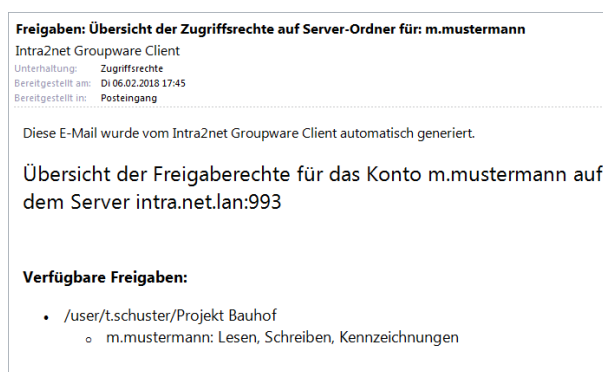 Freigaben: Übersicht der Zugriffsrechte auf Server-Ordner für: m.mustermann
Intra2net Groupware Client
Unterhaltung: Zugriffsrechte
Bereitgestellt am: Di 06.02.2018 17:45
Bereitgestellt in: Posteingang
Diese E-Mail wurde vom Intra2net Groupware Client automatisch generiert.
Übersicht der Freigaberechte für das Konto m.mustermann auf
dem Server intra.net.lan:993
Verfügbare Freigaben:
• /user/t.schuster/Projekt Bauhof
o m.mustermann: Lesen, Schreiben, Kennzeichnungen